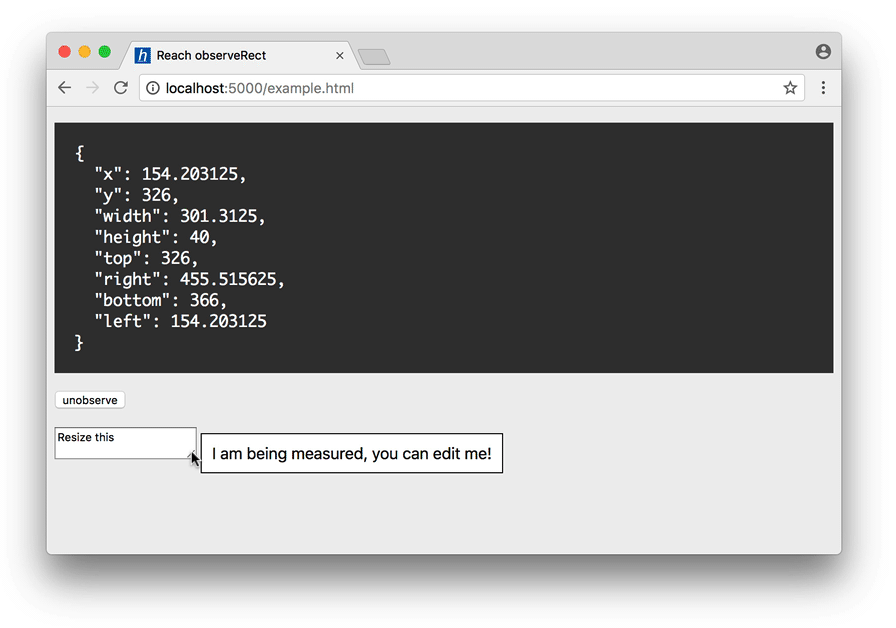 h Reach observeRect
localhost:5000/example.html
{
"x": 154.203125,
"y": 326,
"width": 301.3125,
"height": 40,
"top": 326,
"right": 455.515625,
"bottom": 366,
"left": 154.203125
}
unobserve
Resize this
I am being measured, you can edit me!